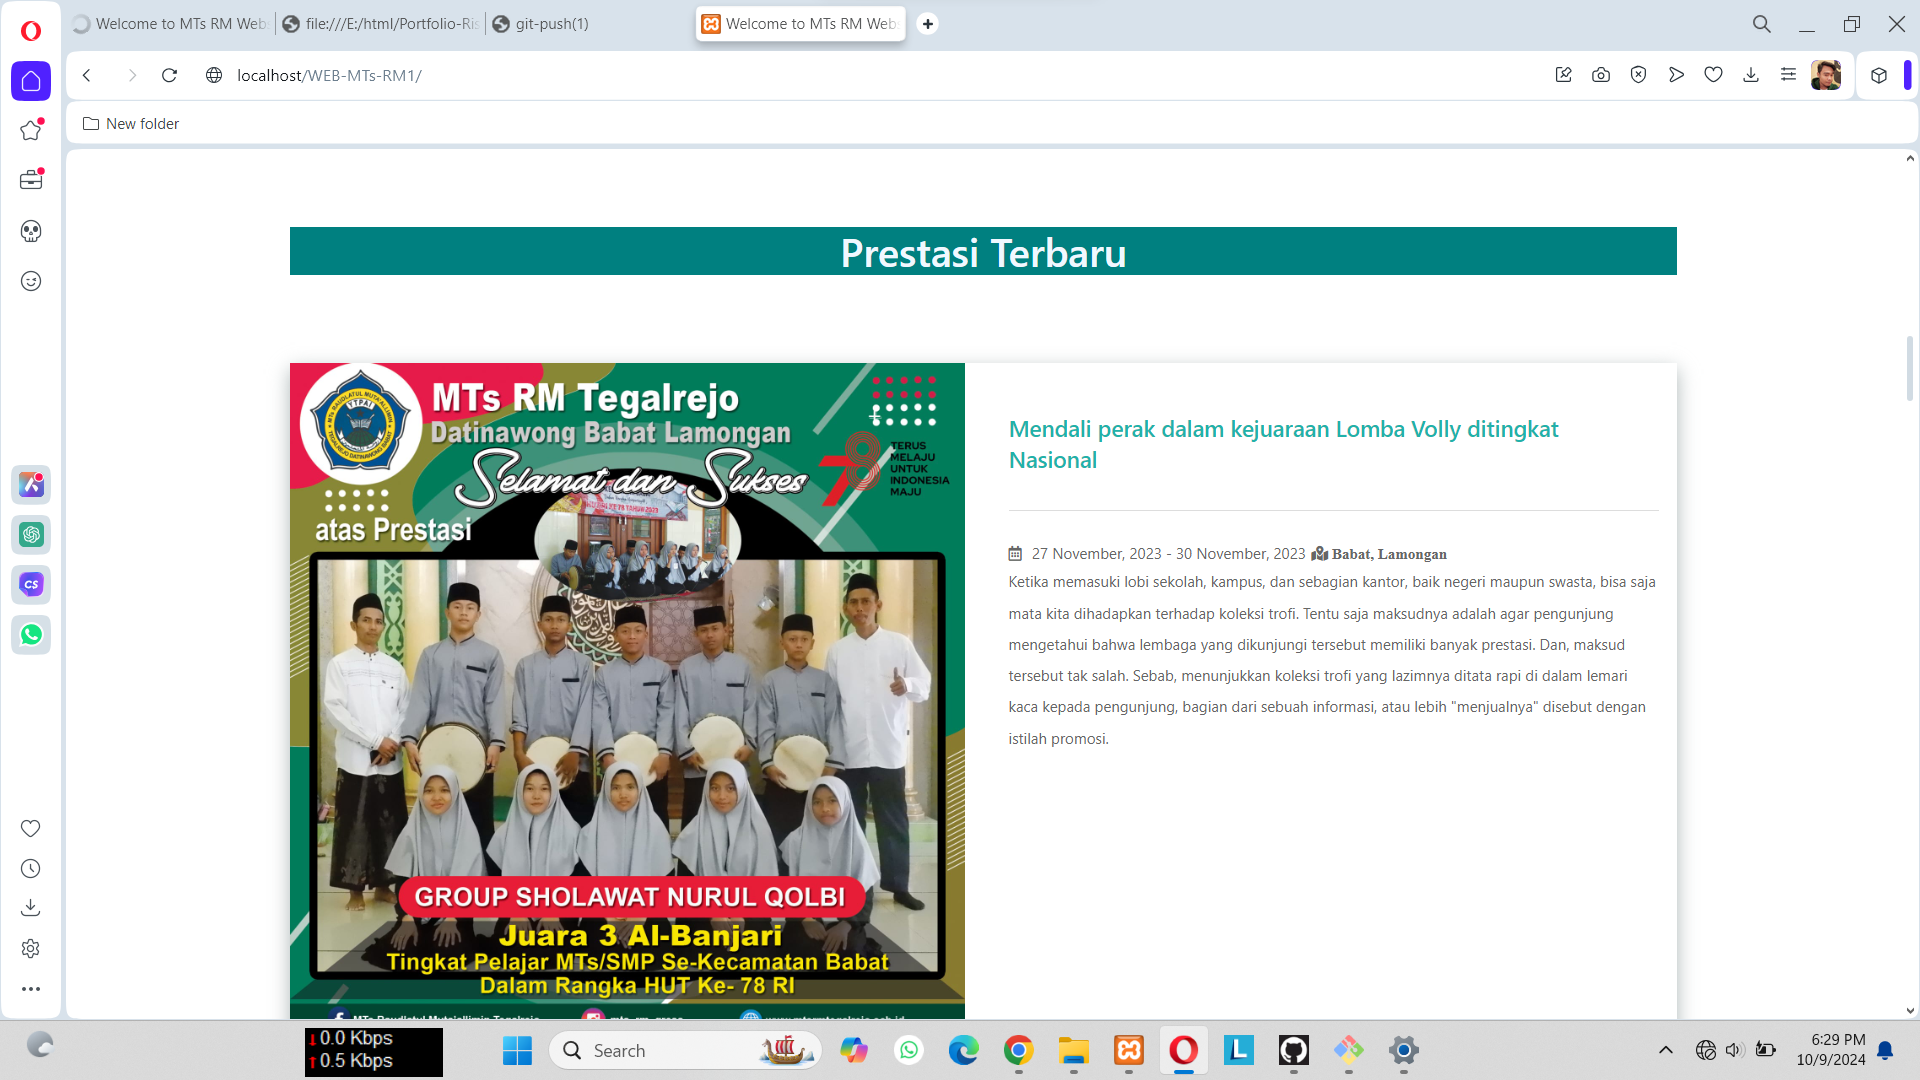 Welcome to MTs RM Web
file:///E:/html/Portfolio-Ris
git-push(1)
Welcome to MTs RM Webs
localhost/WEB-MTs-RM1/
New folder
Prestasi Terbaru
MTs RM Tegalrejo
Datinawong Babat Lamongan
Selamat dan Sukses
atas Prestasi
78
TERUS
MELAJU
UNTUK
INDONESIA
MAJU
GROUP SHOLAWAT NURUL QOLBI
Juara 3 Al-Banjari
Tingkat Pelajar MTs/SMP Se-Kecamatan Babat
Dalam Rangka HUT Ke- 78 RI
Mendali perak dalam kejuaraan Lomba Volly ditingkat
Nasional
27 November, 2023 - 30 November, 2023 Babat, Lamongan
Ketika memasuki lobi sekolah, kampus, dan sebagian kantor, baik negeri maupun swasta, bisa saja
mata kita dihadapkan terhadap koleksi trofi. Tentu saja maksudnya adalah agar pengunjung
mengetahui bahwa lembaga yang dikunjungi tersebut memiliki banyak prestasi. Dan, maksud
tersebut tak salah. Sebab, menunjukkan koleksi trofi yang lazimnya ditata rapi di dalam lemari
kaca kepada pengunjung, bagian dari sebuah informasi, atau lebih "menjualnya" disebut dengan
istilah promosi.
CS
0.0 Kbps
0.5 Kbps
Search
L
6:29 PM
10/9/2024